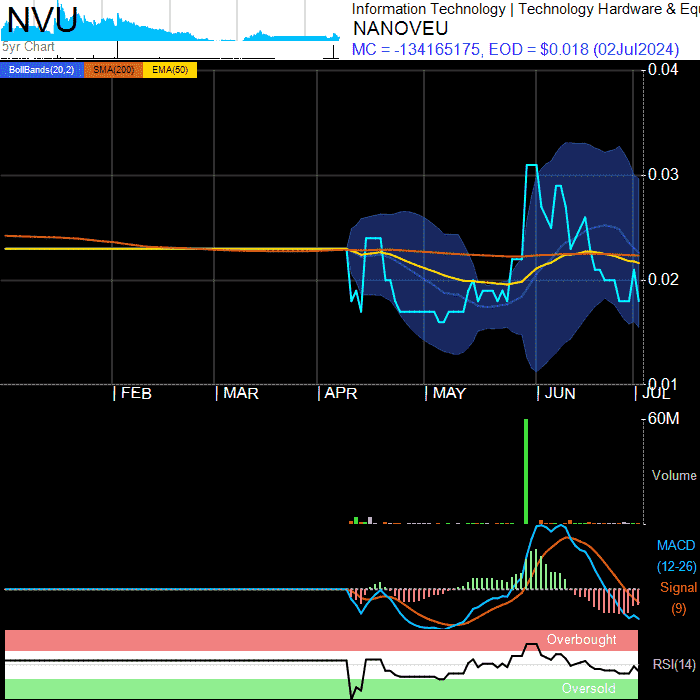 NVU
5yr Chart
Information Technology | Technology Hardware & Equ
NANOVEU
MC = -134165175, EOD = $0.018 (02Jul2024)
BollBands(20,2) SMA(200) EMA(50)
0.04
0.03
0.02
0.01
| FEB | MAR | APR | MAY | JUN | JUL
60M
Volume
MACD
(12-26)
Signal
(9)
Overbought
RSI(14)
Oversold